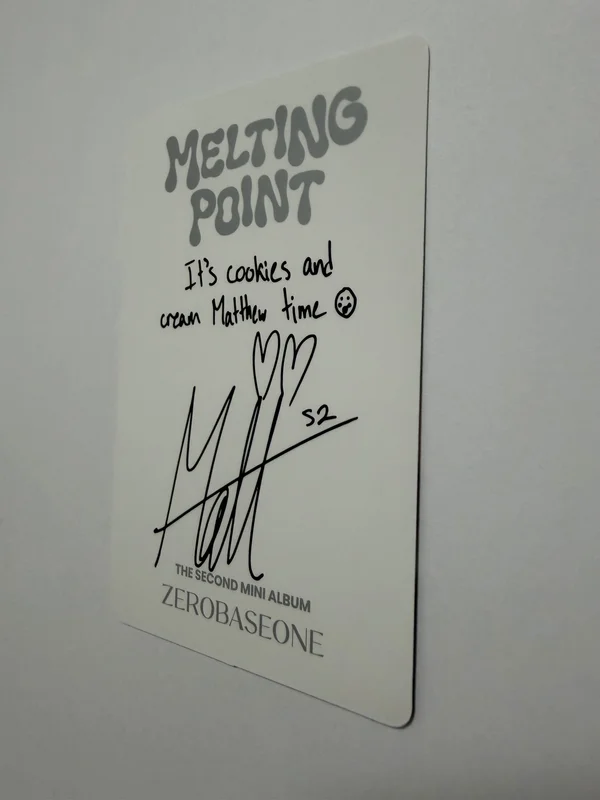 MELTING
POINT
It's cookies and
cream Matthew time ☺
♡♡
Matt
S2
THE SECOND MINI ALBUM
ZEROBASEONE